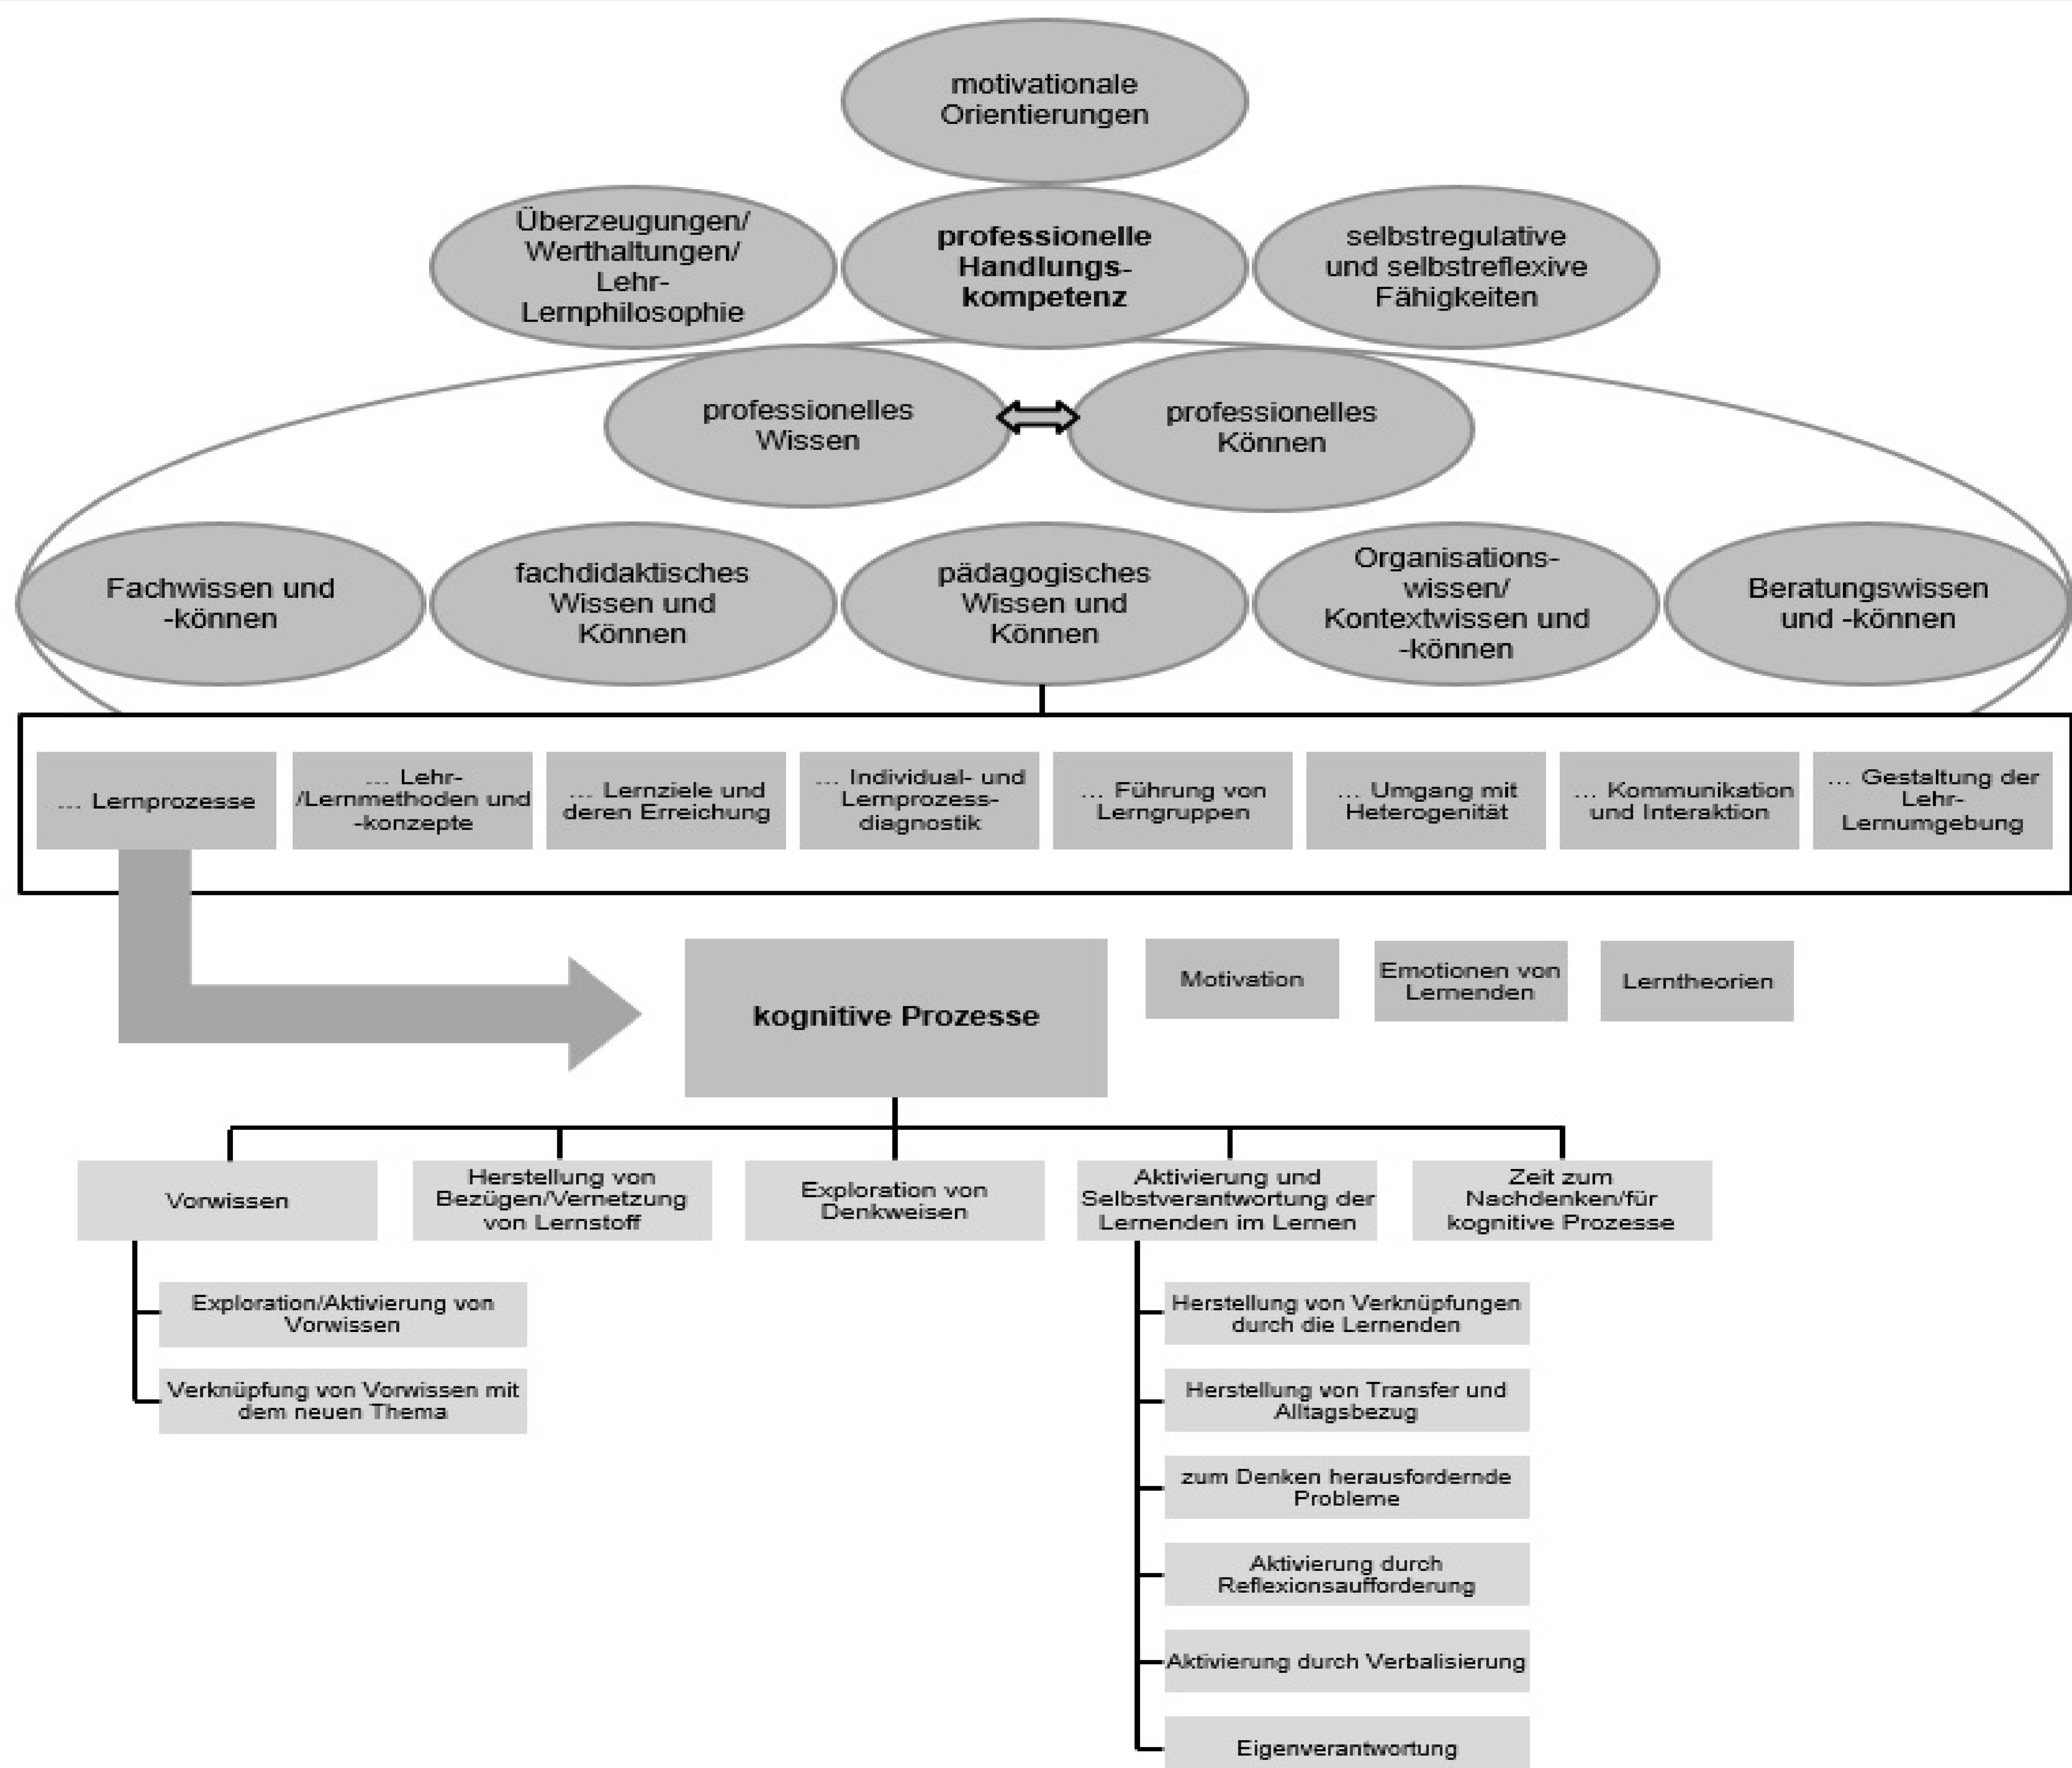 motivationale
Orientierungen
Überzeugungen/
Werthaltungen/
Lehr-
Lernphilosophie
professionelle
Handlungs-
kompetenz
selbstregulative
und selbstreflexive
Fähigkeiten
professionelles
Wissen
professionelles
Können
Fachwissen und
-können
fachdidaktisches
Wissen und
Können
pädagogisches
Wissen und
Können
Organisations-
wissen/
Kontextwissen und
-können
Beratungswissen
und -können
... Lernprozesse
... Lehr-
/Lernmethoden und
-konzepte
... Lernziele und
deren Erreichung
... Individual- und
Lernprozess-
diagnostik
... Führung von
Lerngruppen
... Umgang mit
Heterogenität
... Kommunikation
und Interaktion
... Gestaltung der
Lehr-
Lernumgebung
kognitive Prozesse
Motivation
Emotionen von
Lernenden
Lerntheorien
Vorwissen
Herstellung von
Bezügen/Vernetzung
von Lernstoff
Exploration von
Denkweisen
Aktivierung und
Selbstverantwortung der
Lernenden im Lernen
Zeit zum
Nachdenken/für
kognitive Prozesse
Exploration/Aktivierung von
Vorwissen
Verknüpfung von Vorwissen mit
dem neuen Thema
Herstellung von Verknüpfungen
durch die Lernenden
Herstellung von Transfer und
Alltagsbezug
zum Denken herausfordernde
Probleme
Aktivierung durch
Reflexionsaufforderung
Aktivierung durch Verbalisierung
Eigenverantwortung